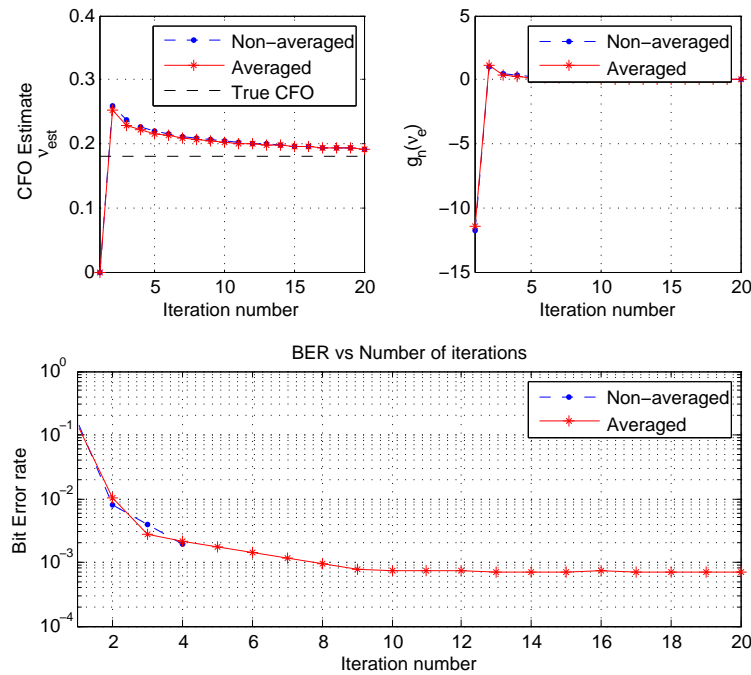 0.4
0.3
0.2
0.1
0
CFO Estimate
ν_est
Non−averaged
Averaged
True CFO
5 10 15 20
Iteration number
5
0
−5
−10
−15
g_n(ν_e)
Non−averaged
Averaged
5 10 15 20
Iteration number
BER vs Number of iterations
10^0
10^−1
10^−2
10^−3
10^−4
Bit Error rate
Non−averaged
Averaged
2 4 6 8 10 12 14 16 18 20
Iteration number